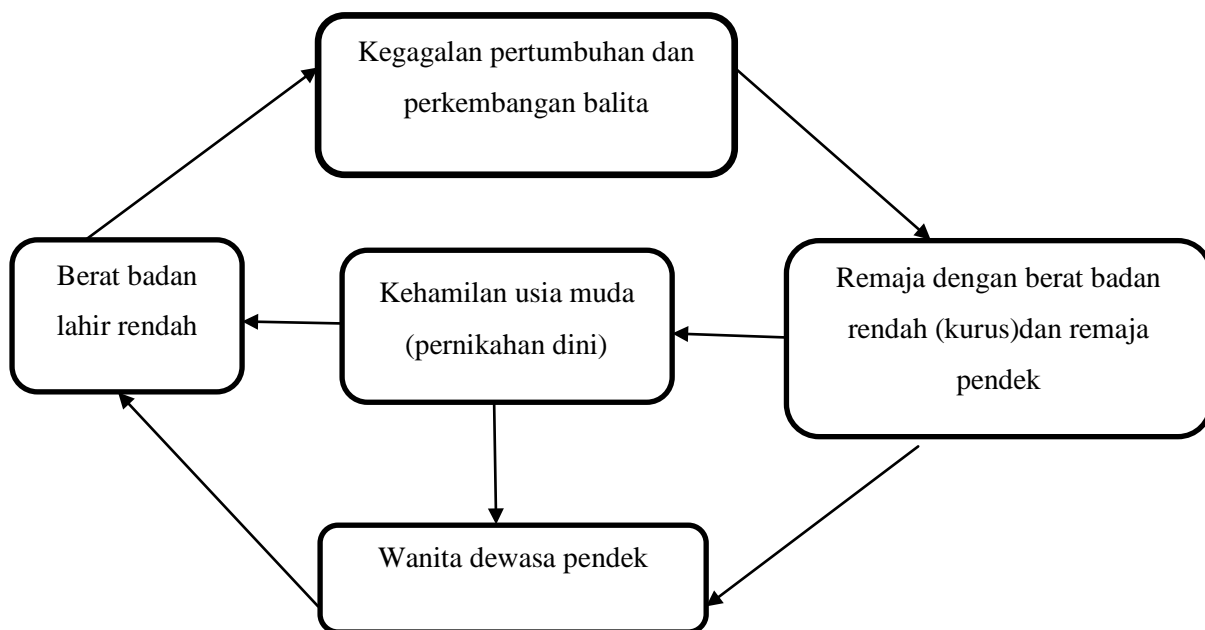 Kegagalan pertumbuhan dan
perkembangan balita
Berat badan
lahir rendah
Kehamilan usia muda
(pernikahan dini)
Remaja dengan berat badan
rendah (kurus)dan remaja
pendek
Wanita dewasa pendek